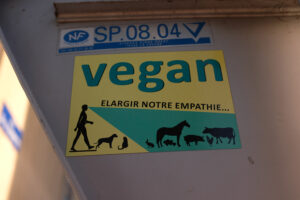 NF
SP.08.04
vegan
ELARGIR NOTRE EMPATHIE...